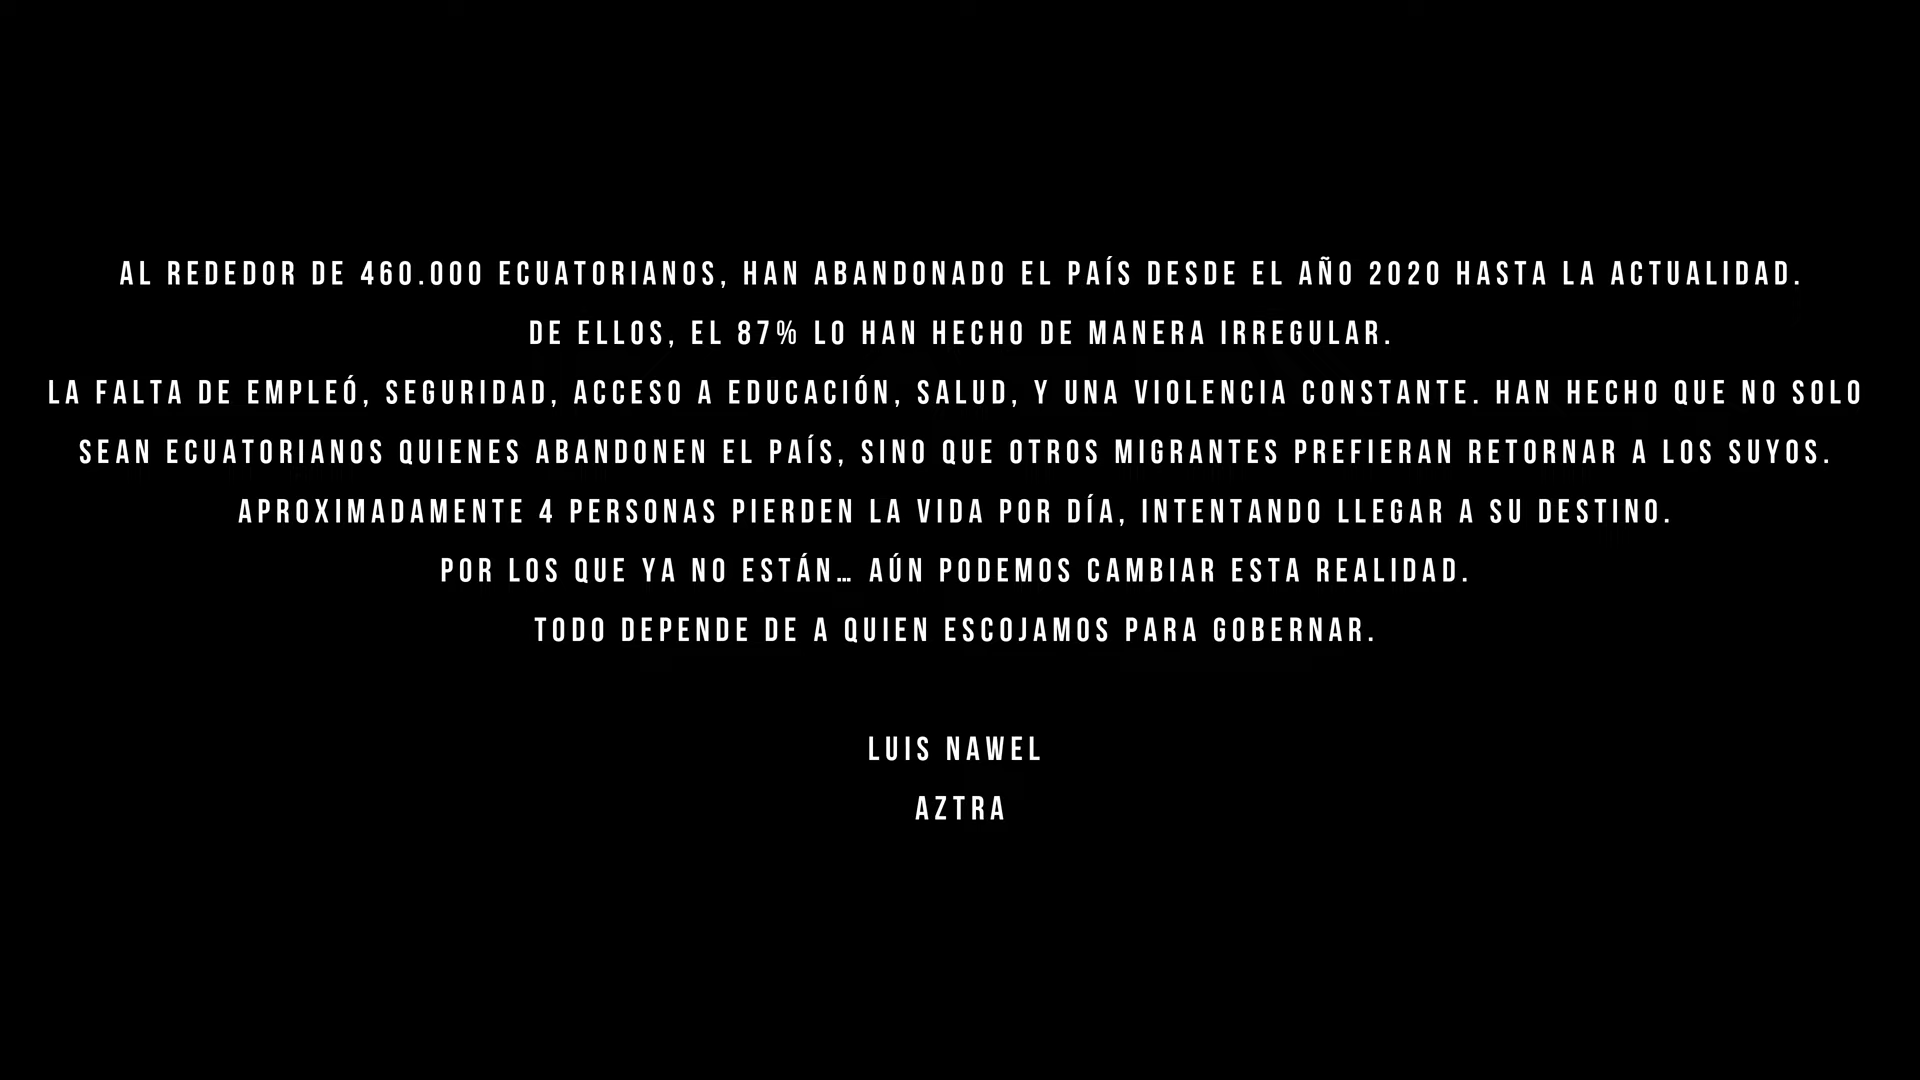 AL REDEDOR DE 460.000 ECUATORIANOS, HAN ABANDONADO EL PAÍS DESDE EL AÑO 2020 HASTA LA ACTUALIDAD.
DE ELLOS, EL 87% LO HAN HECHO DE MANERA IRREGULAR.
LA FALTA DE EMPLEÓ, SEGURIDAD, ACCESO A EDUCACIÓN, SALUD, Y UNA VIOLENCIA CONSTANTE. HAN HECHO QUE NO SOLO
SEAN ECUATORIANOS QUIENES ABANDONEN EL PAÍS, SINO QUE OTROS MIGRANTES PREFIERAN RETORNAR A LOS SUYOS.
APROXIMADAMENTE 4 PERSONAS PIERDEN LA VIDA POR DÍA, INTENTANDO LLEGAR A SU DESTINO.
POR LOS QUE YA NO ESTÁN… AÚN PODEMOS CAMBIAR ESTA REALIDAD.
TODO DEPENDE DE A QUIEN ESCOJAMOS PARA GOBERNAR.
LUIS NAWEL
AZTRA